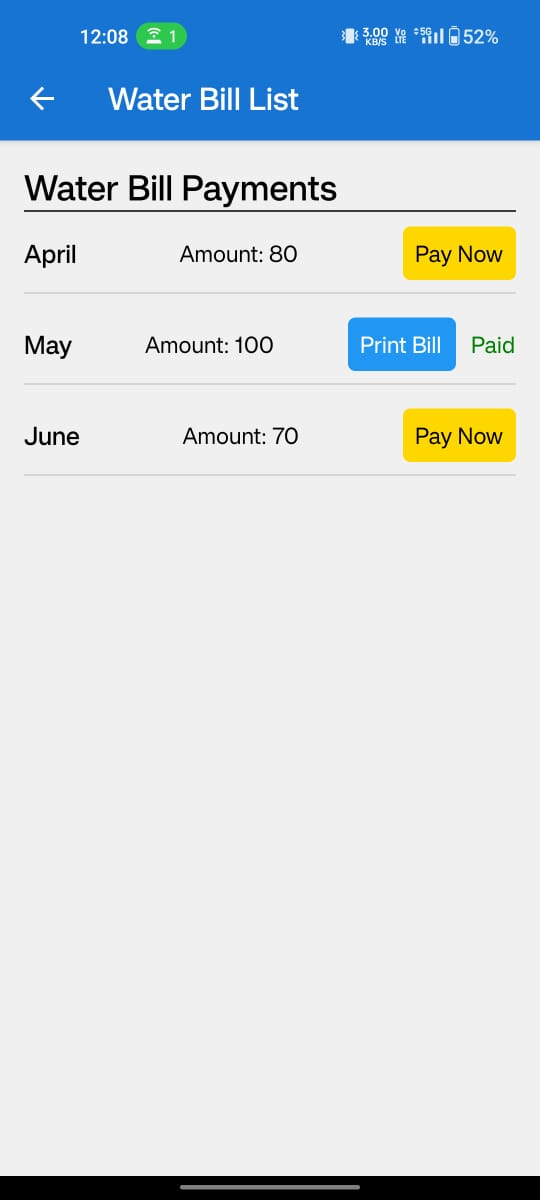 12:08 1 3.00 KB/S Vo LTE 5G 52%
Water Bill List
Water Bill Payments
April Amount: 80 Pay Now
May Amount: 100 Print Bill Paid
June Amount: 70 Pay Now